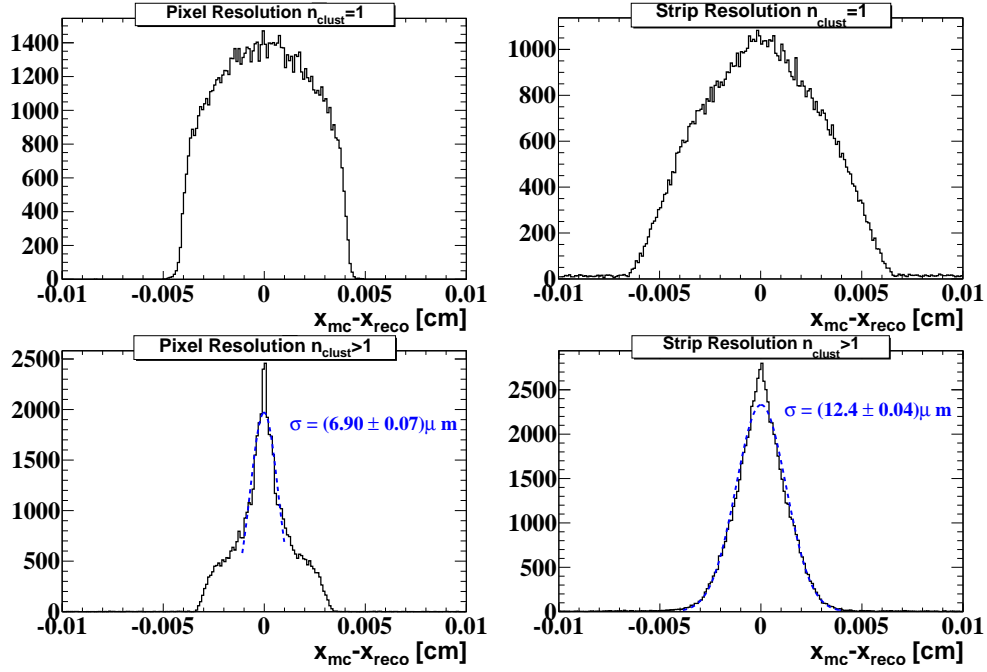 Pixel Resolution n_clust=1
1400
1200
1000
800
600
400
200
0
-0.01 -0.005 0 0.005 0.01
x_mc-x_reco [cm]
Strip Resolution n_clust=1
1000
800
600
400
200
0
-0.01 -0.005 0 0.005 0.01
x_mc-x_reco [cm]
Pixel Resolution n_clust>1
2500
2000
1500
1000
500
0
σ = (6.90 ± 0.07)μ m
-0.01 -0.005 0 0.005 0.01
x_mc-x_reco [cm]
Strip Resolution n_clust>1
2500
2000
1500
1000
500
0
σ = (12.4 ± 0.04)μ m
-0.01 -0.005 0 0.005 0.01
x_mc-x_reco [cm]